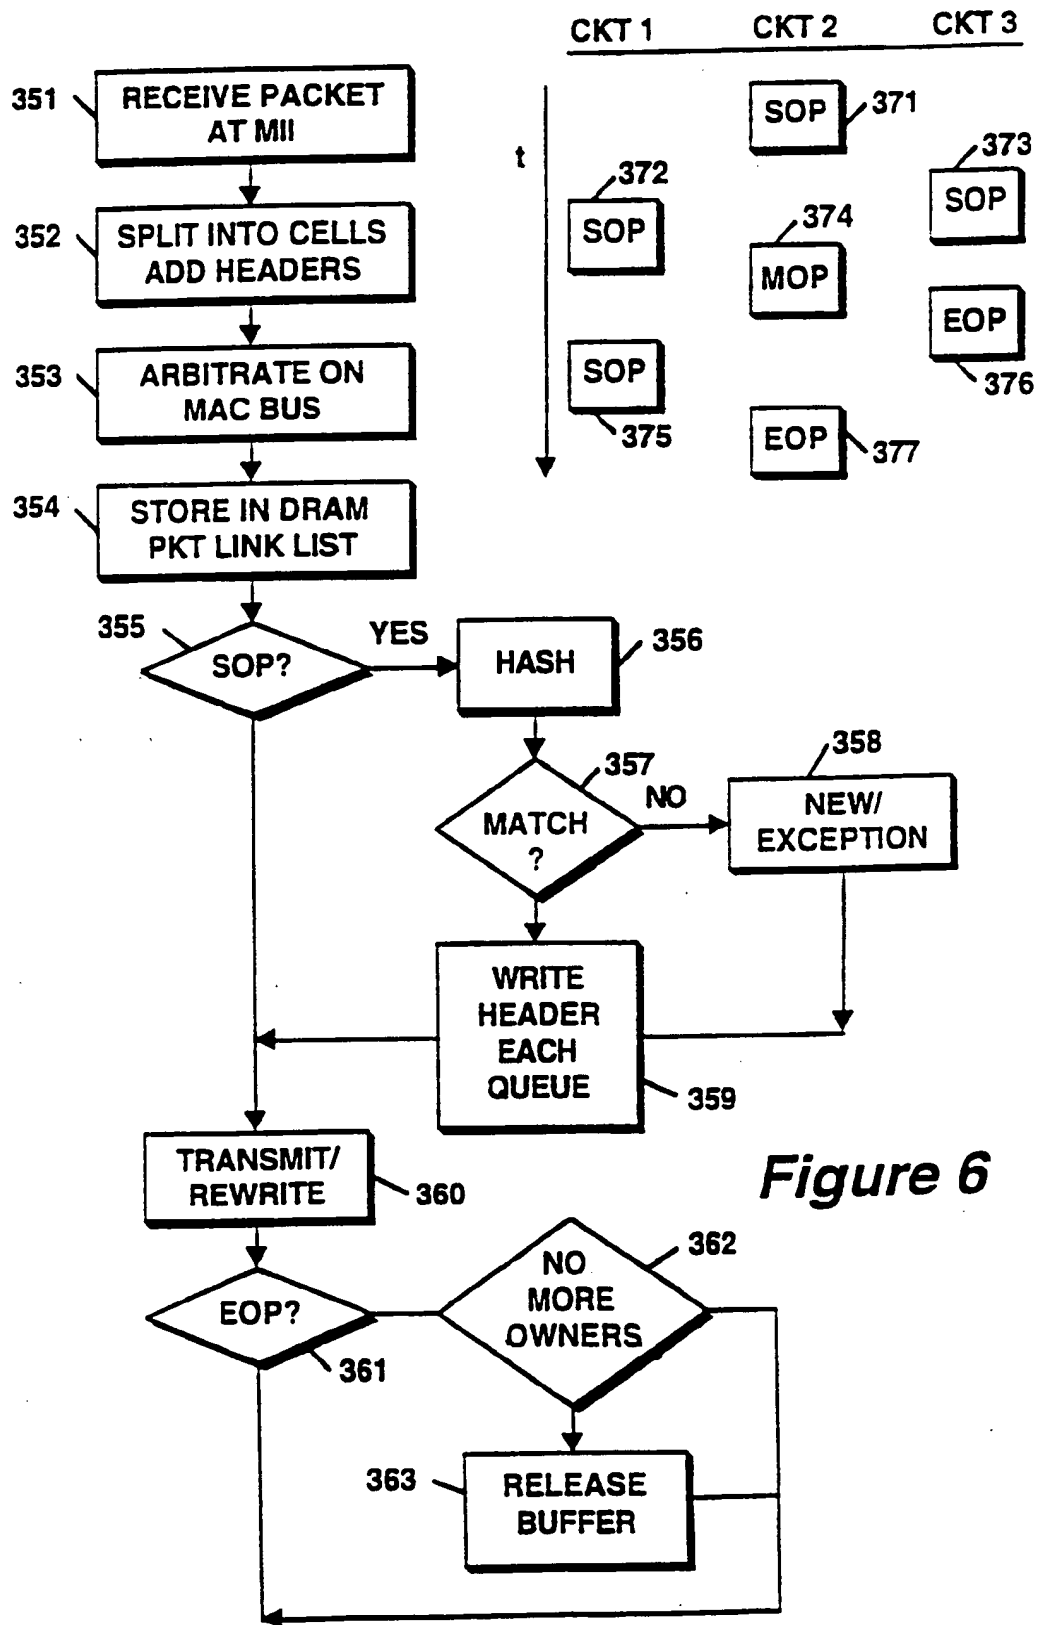 CKT 1 CKT 2 CKT 3
351
RECEIVE PACKET
AT MII
t
SOP
371
372
SOP
373
SOP
352
SPLIT INTO CELLS
ADD HEADERS
374
MOP
EOP
376
353
ARBITRATE ON
MAC BUS
SOP
375
EOP
377
354
STORE IN DRAM
PKT LINK LIST
355
SOP?
YES
HASH
356
357
MATCH
?
NO
358
NEW/
EXCEPTION
WRITE
HEADER
EACH
QUEUE
359
TRANSMIT/
REWRITE
360
Figure 6
EOP?
361
NO
MORE
OWNERS
362
363
RELEASE
BUFFER